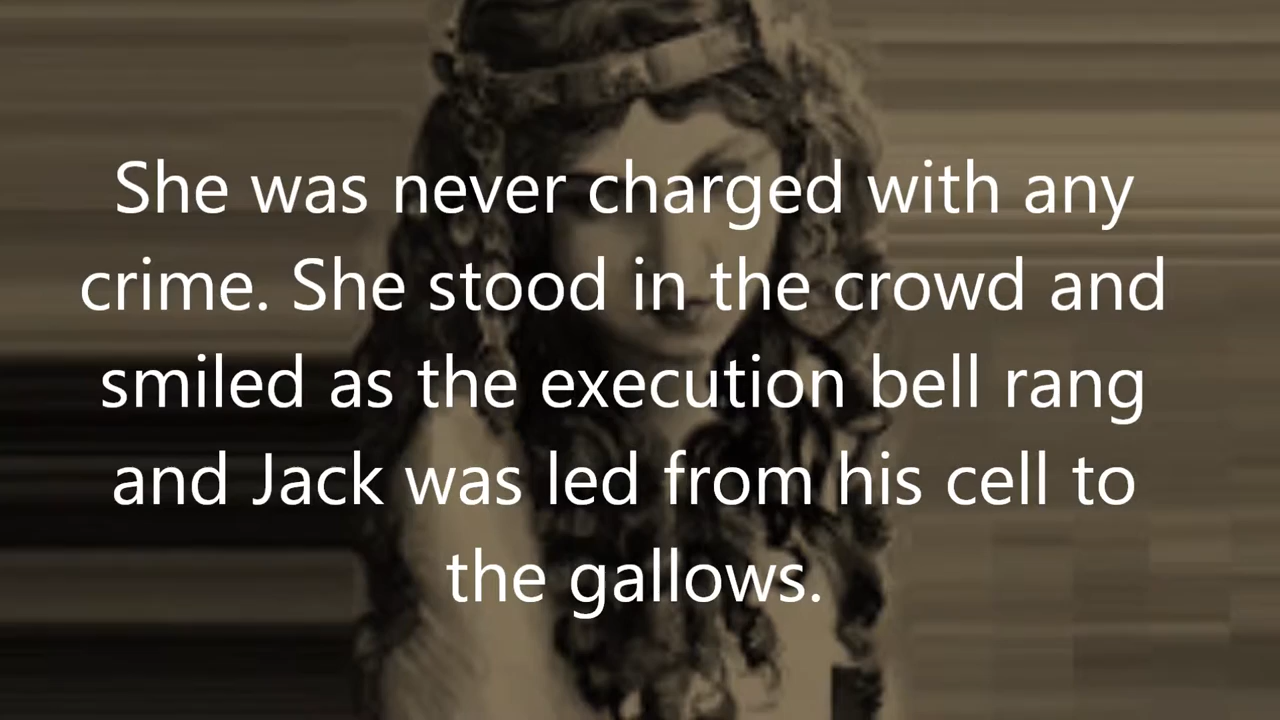 She was never charged with any
crime. She stood in the crowd and
smiled as the execution bell rang
and Jack was led from his cell to
the gallows.